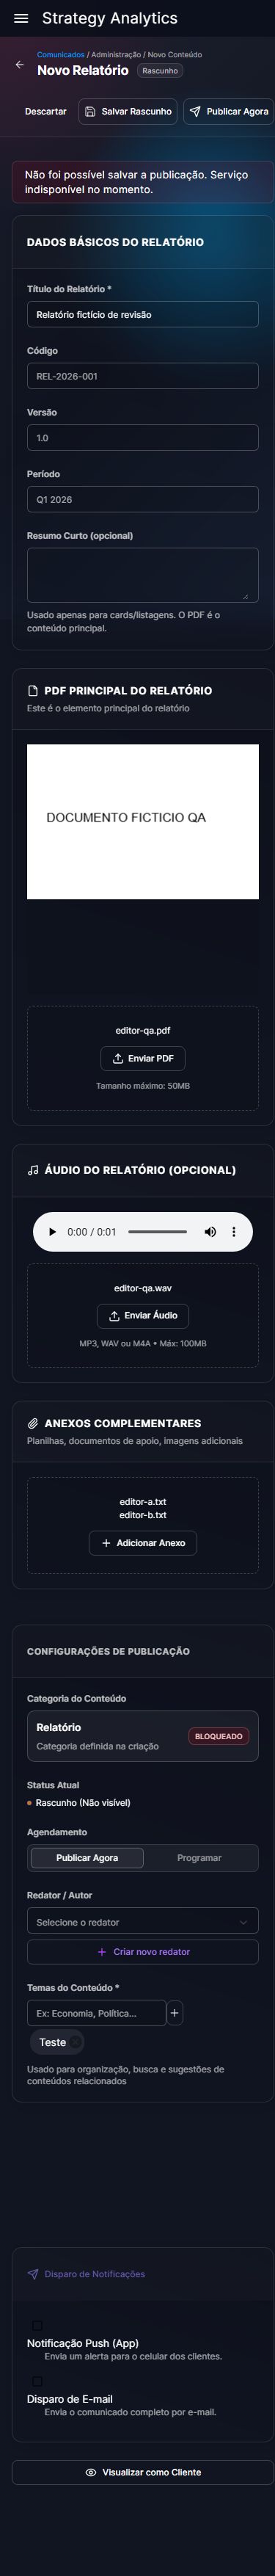 Strategy Analytics
Comunicados / Administração / Novo Conteúdo
Novo Relatório Rascunho
Descartar Salvar Rascunho Publicar Agora
Não foi possível salvar a publicação. Serviço
indisponível no momento.
DADOS BÁSICOS DO RELATÓRIO
Título do Relatório *
Relatório fictício de revisão
Código
REL-2026-001
Versão
1.0
Período
Q1 2026
Resumo Curto (opcional)
Usado apenas para cards/listagens. O PDF é o
conteúdo principal.
PDF PRINCIPAL DO RELATÓRIO
Este é o elemento principal do relatório
DOCUMENTO FICTICIO QA
editor-qa.pdf
Enviar PDF
Tamanho máximo: 50MB
ÁUDIO DO RELATÓRIO (OPCIONAL)
0:00 / 0:01
editor-qa.wav
Enviar Áudio
MP3, WAV ou M4A • Máx: 100MB
ANEXOS COMPLEMENTARES
Planilhas, documentos de apoio, imagens adicionais
editor-a.txt
editor-b.txt
Adicionar Anexo
CONFIGURAÇÕES DE PUBLICAÇÃO
Categoria do Conteúdo
Relatório
Categoria definida na criação
BLOQUEADO
Status Atual
Rascunho (Não visível)
Agendamento
Publicar Agora Programar
Redator / Autor
Selecione o redator
Criar novo redator
Temas do Conteúdo *
Ex: Economia, Política...
Teste
Usado para organização, busca e sugestões de
conteúdos relacionados
Disparo de Notificações
Notificação Push (App)
Envia um alerta para o celular dos clientes.
Disparo de E-mail
Envia o comunicado completo por e-mail.
Visualizar como Cliente